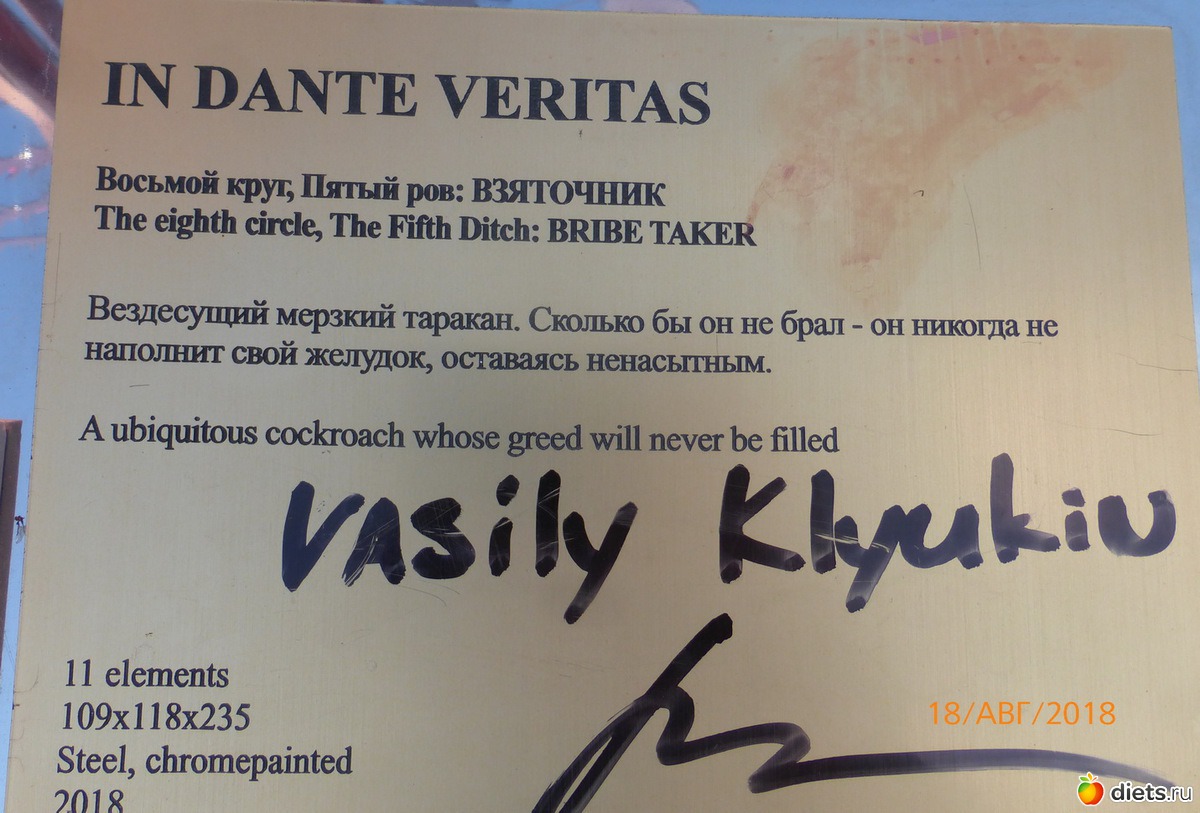 IN DANTE VERITAS
Восьмой круг, Пятый ров: ВЗЯТОЧНИК
The eighth circle, The Fifth Ditch: BRIBE TAKER
Вездесущий мерзкий таракан. Сколько бы он не брал - он никогда не
наполнит свой желудок, оставаясь ненасытным.
A ubiquitous cockroach whose greed will never be filled
Vasily Klyukin
11 elements
109x118x235
Steel, chromepainted
2018
18/АВГ/2018
diets.ru